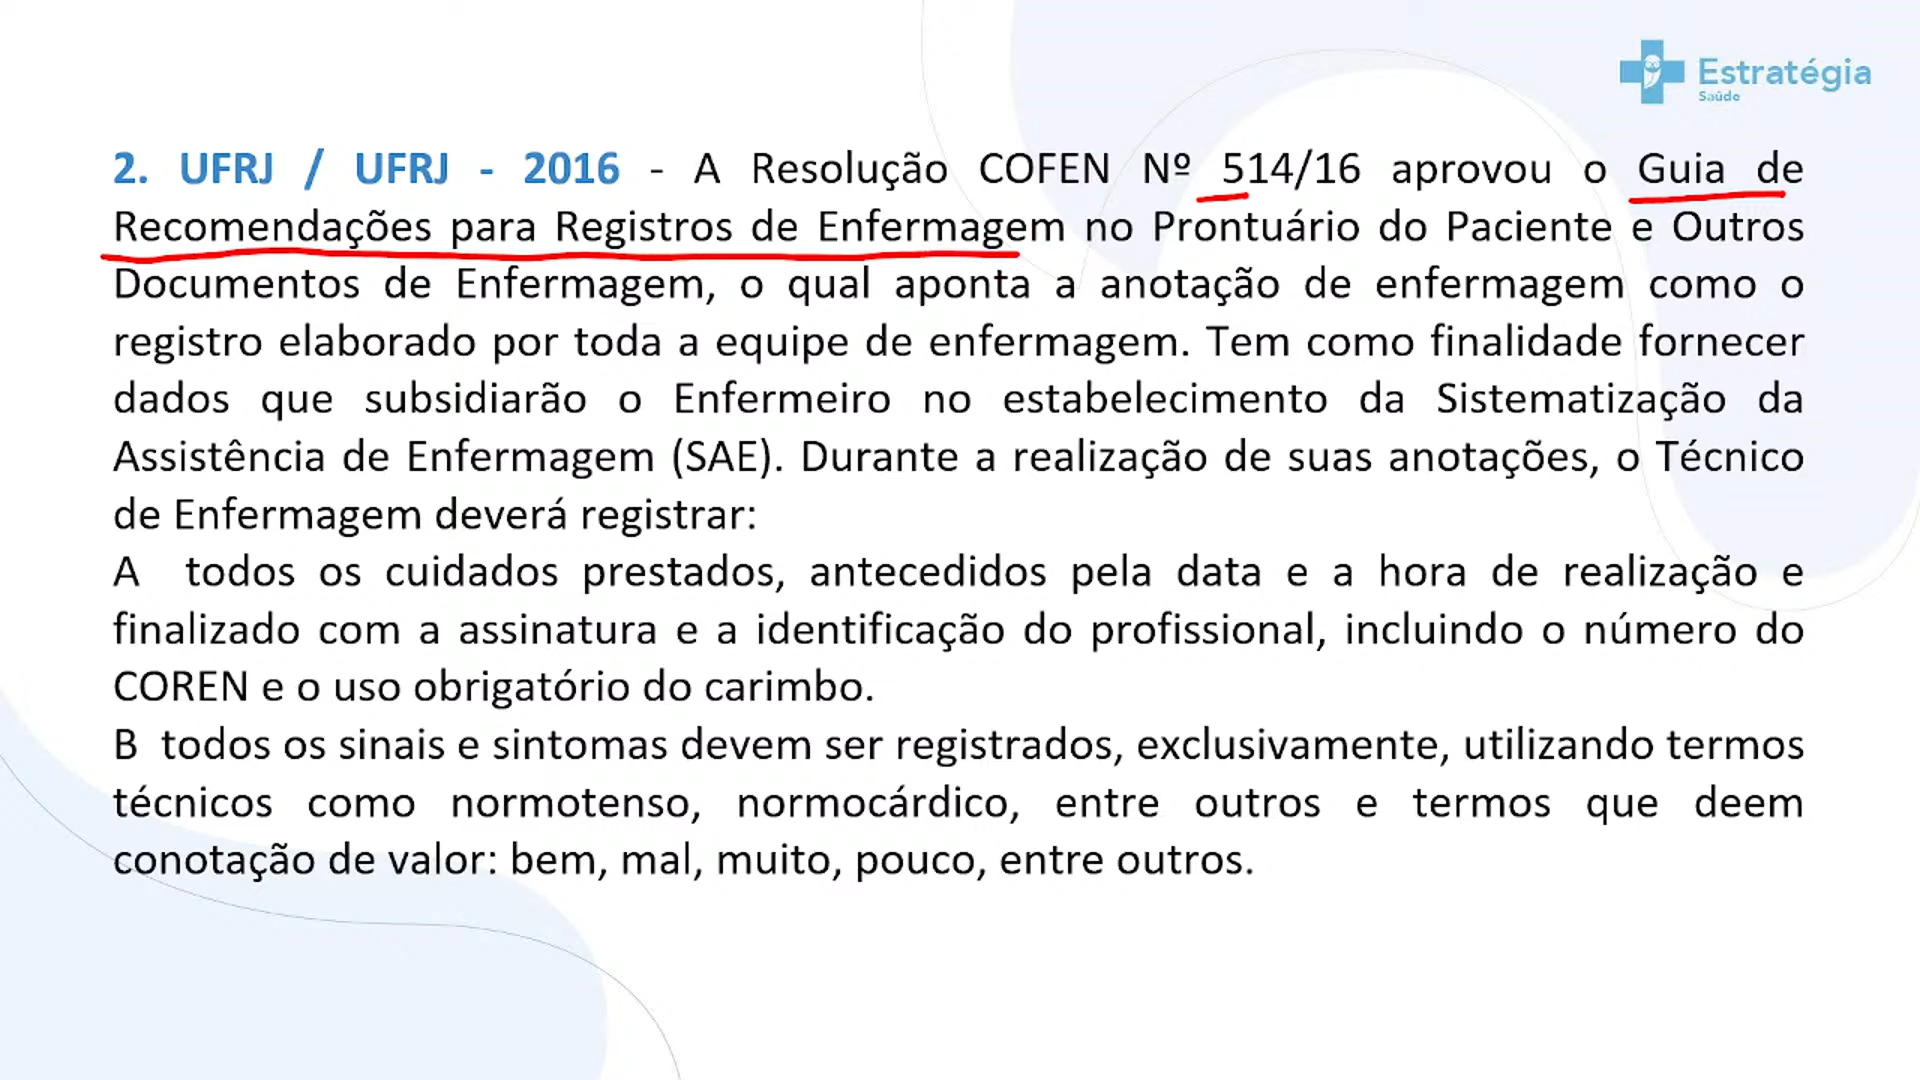 Estratégia
Saúde
2. UFRJ / UFRJ - 2016 - A Resolução COFEN Nº 514/16 aprovou o Guia de
Recomendações para Registros de Enfermagem no Prontuário do Paciente e Outros
Documentos de Enfermagem, o qual aponta a anotação de enfermagem como o
registro elaborado por toda a equipe de enfermagem. Tem como finalidade fornecer
dados que subsidiarão o Enfermeiro no estabelecimento da Sistematização da
Assistência de Enfermagem (SAE). Durante a realização de suas anotações, o Técnico
de Enfermagem deverá registrar:
A todos os cuidados prestados, antecedidos pela data e a hora de realização e
finalizado com a assinatura e a identificação do profissional, incluindo o número do
COREN e o uso obrigatório do carimbo.
B todos os sinais e sintomas devem ser registrados, exclusivamente, utilizando termos
técnicos como normotenso, normocárdico, entre outros e termos que deem
conotação de valor: bem, mal, muito, pouco, entre outros.